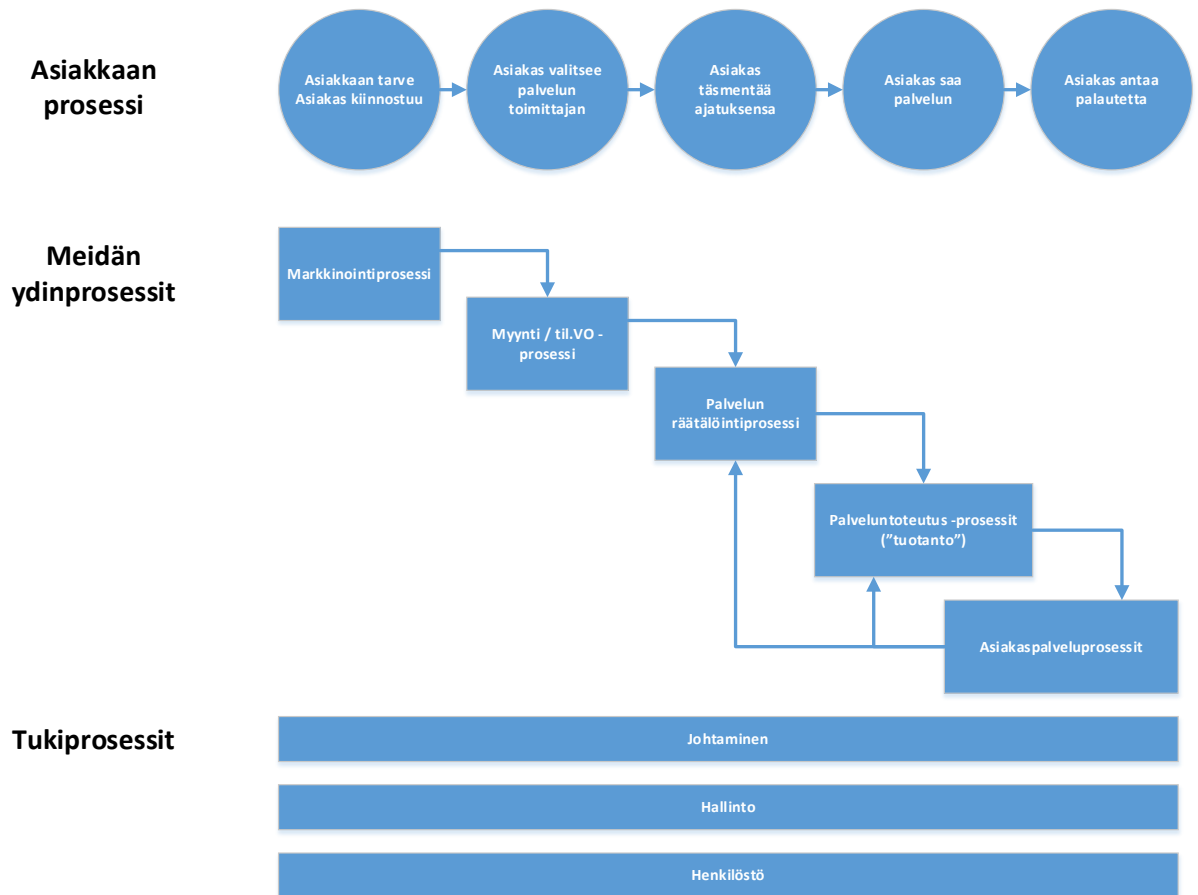 Asiakkaan
prosessi
Asiakkaan tarve
Asiakas kiinnostuu
Asiakas valitsee
palvelun
toimittajan
Asiakas
täsmentää
ajatuksensa
Asiakas saa
palvelun
Asiakas antaa
palautetta
Meidän
ydinprosessit
Markkinointiprosessi
Myynti / til.VO -
prosessi
Palvelun
räätälöintiprosessi
Palveluntoteutus -prosessit
(”tuotanto”)
Asiakaspalveluprosessit
Tukiprosessit
Johtaminen
Hallinto
Henkilöstö